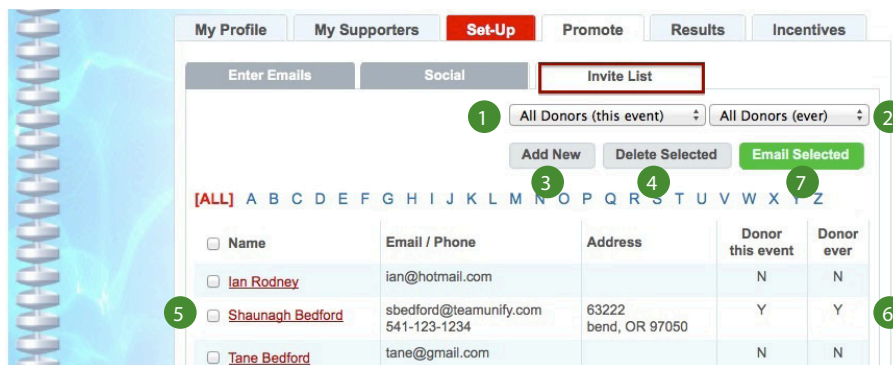 My Profile My Supporters Set-Up Promote Results Incentives
Enter Emails Social Invite List
1 All Donors (this event) All Donors (ever) 2
Add New Delete Selected Email Selected
3 4 7
[ALL] A B C D E F G H I J K L M N O P Q R S T U V W X Y Z
Name Email / Phone Address Donor this event Donor ever
Ian Rodney ian@hotmail.com N N
5 Shaunagh Bedford sbedford@teamunify.com 63222 Y Y 6
541-123-1234 bend, OR 97050
Tane Bedford tane@gmail.com N N